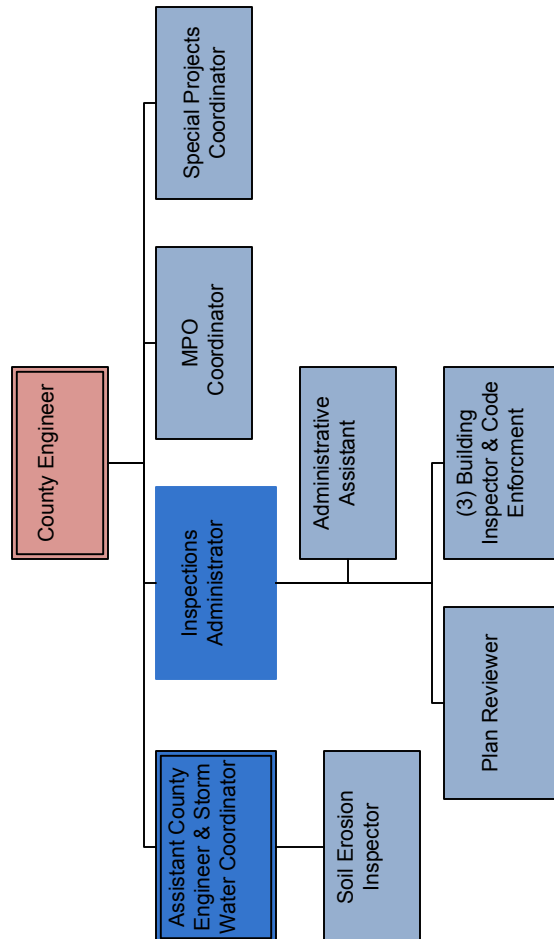 County Engineer
Assistant County
Engineer & Storm
Water Coordinator
Inspections
Administrator
MPO
Coordinator
Special Projects
Coordinator
Soil Erosion
Inspector
Administrative
Assistant
Plan Reviewer
(3) Building
Inspector & Code
Enforcment